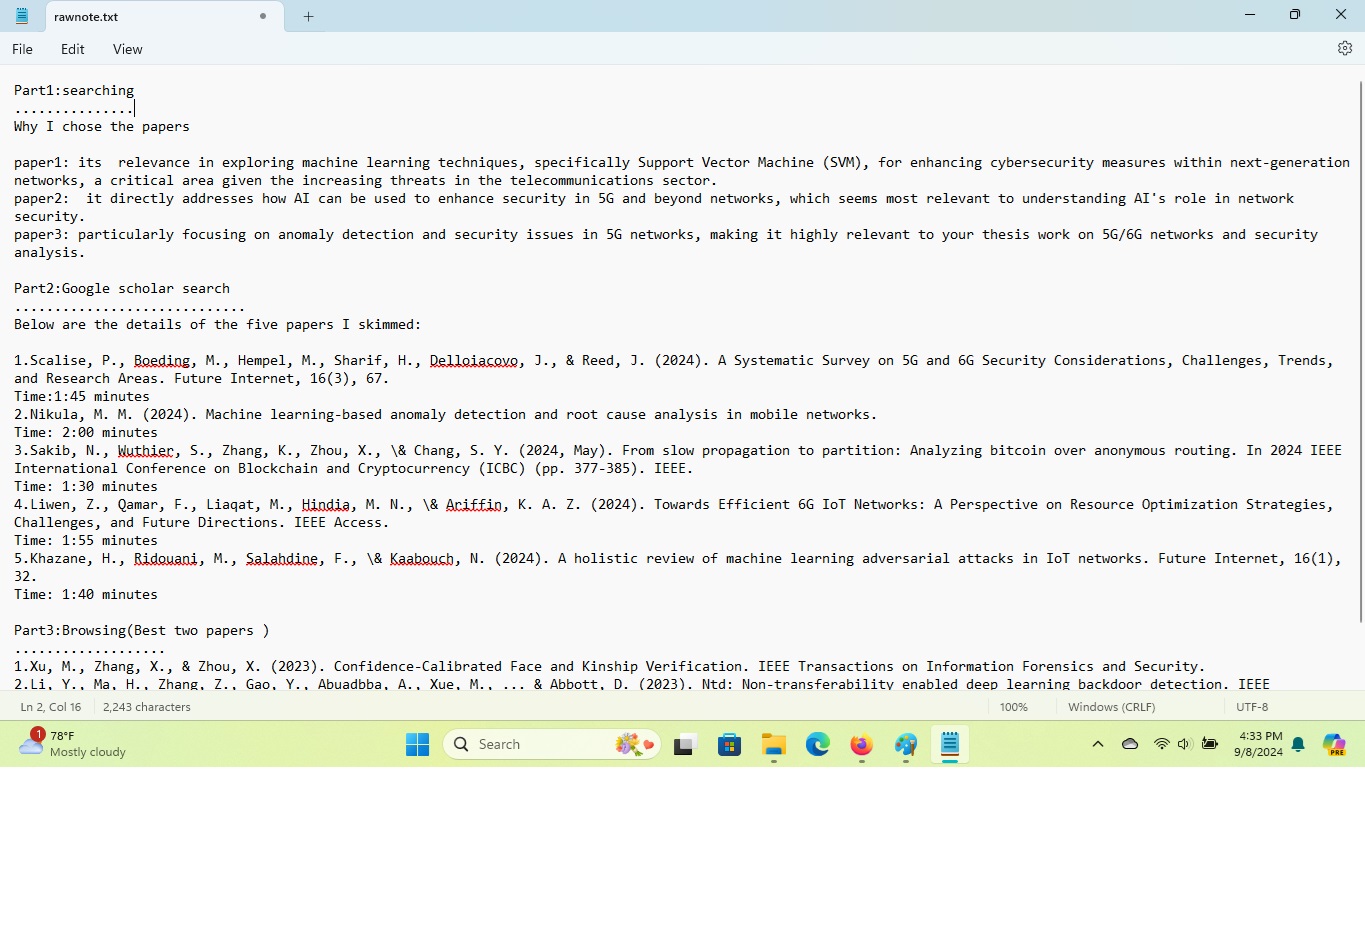 rawnote.txt
File Edit View
Part1:searching
...............
Why I chose the papers
paper1: its  relevance in exploring machine learning techniques, specifically Support Vector Machine (SVM), for enhancing cybersecurity measures within next-generation
networks, a critical area given the increasing threats in the telecommunications sector.
paper2:  it directly addresses how AI can be used to enhance security in 5G and beyond networks, which seems most relevant to understanding AI's role in network
security.
paper3: particularly focusing on anomaly detection and security issues in 5G networks, making it highly relevant to your thesis work on 5G/6G networks and security
analysis.
Part2:Google scholar search
.............................
Below are the details of the five papers I skimmed:
1.Scalise, P., Boeding, M., Hempel, M., Sharif, H., Delloiacovo, J., & Reed, J. (2024). A Systematic Survey on 5G and 6G Security Considerations, Challenges, Trends,
and Research Areas. Future Internet, 16(3), 67.
Time:1:45 minutes
2.Nikula, M. M. (2024). Machine learning-based anomaly detection and root cause analysis in mobile networks.
Time: 2:00 minutes
3.Sakib, N., Wuthier, S., Zhang, K., Zhou, X., \& Chang, S. Y. (2024, May). From slow propagation to partition: Analyzing bitcoin over anonymous routing. In 2024 IEEE
International Conference on Blockchain and Cryptocurrency (ICBC) (pp. 377-385). IEEE.
Time: 1:30 minutes
4.Liwen, Z., Qamar, F., Liaqat, M., Hindia, M. N., \& Ariffin, K. A. Z. (2024). Towards Efficient 6G IoT Networks: A Perspective on Resource Optimization Strategies,
Challenges, and Future Directions. IEEE Access.
Time: 1:55 minutes
5.Khazane, H., Ridouani, M., Salahdine, F., \& Kaabouch, N. (2024). A holistic review of machine learning adversarial attacks in IoT networks. Future Internet, 16(1),
32.
Time: 1:40 minutes
Part3:Browsing(Best two papers )
...................
1.Xu, M., Zhang, X., & Zhou, X. (2023). Confidence-Calibrated Face and Kinship Verification. IEEE Transactions on Information Forensics and Security.
2.Li, Y., Ma, H., Zhang, Z., Gao, Y., Abuadbba, A., Xue, M., ... & Abbott, D. (2023). Ntd: Non-transferability enabled deep learning backdoor detection. IEEE
Ln 2, Col 16 2,243 characters 100% Windows (CRLF) UTF-8
1 78°F
Mostly cloudy
Search
4:33 PM
9/8/2024
PRE